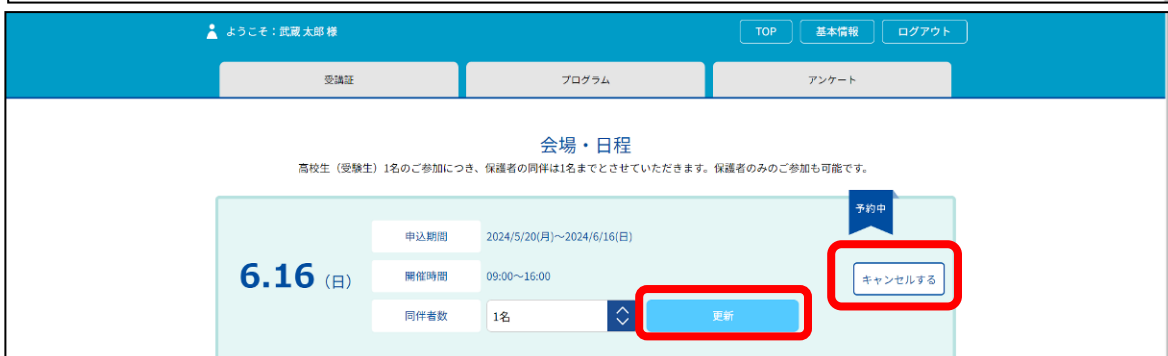 ようこそ：武蔵 太郎 様
TOP 基本情報 ログアウト
受講証 プログラム アンケート
会場・日程
高校生（受験生）1名のご参加につき、保護者の同伴は1名までとさせていただきます。保護者のみのご参加も可能です。
予約中
申込期間 2024/5/20(月)～2024/6/16(日)
6.16（日） 開催時間 09:00～16:00 キャンセルする
同伴者数 1名 更新